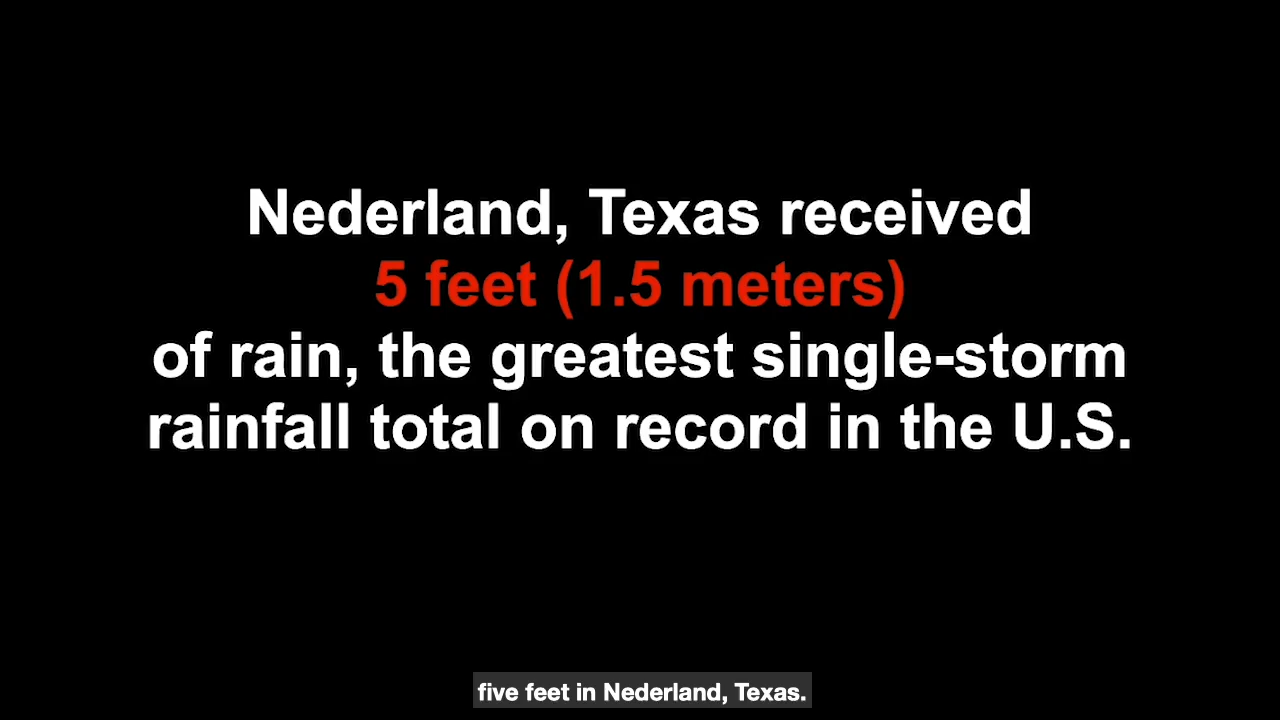 Nederland, Texas received
5 feet (1.5 meters)
of rain, the greatest single-storm
rainfall total on record in the U.S.
five feet in Nederland, Texas.